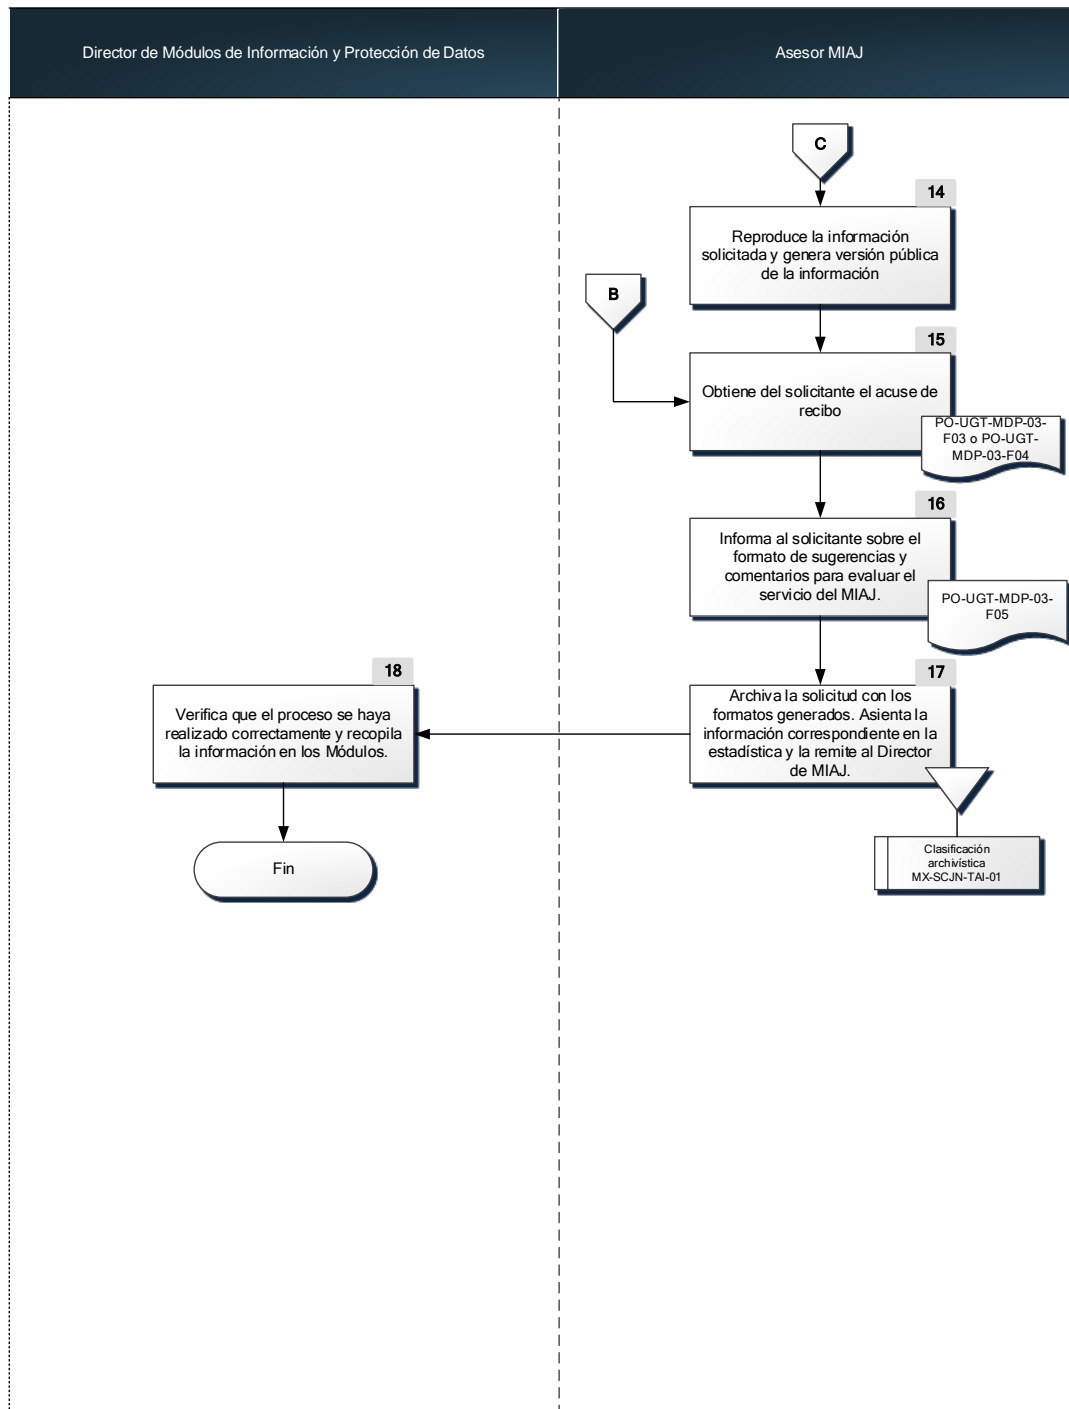 Director de Módulos de Información y Protección de Datos
Asesor MIAJ
C
14
Reproduce la información
solicitada y genera versión pública
de la información
B
15
Obtiene del solicitante el acuse de
recibo
PO-UGT-MDP-03-
F03 o PO-UGT-
MDP-03-F04
16
Informa al solicitante sobre el
formato de sugerencias y
comentarios para evaluar el
servicio del MIAJ.
PO-UGT-MDP-03-
F05
17
Archiva la solicitud con los
formatos generados. Asienta la
información correspondiente en la
estadística y la remite al Director
de MIAJ.
Clasificación
archivística
MX-SCJN-TAI-01
18
Verifica que el proceso se haya
realizado correctamente y recopila
la información en los Módulos.
Fin